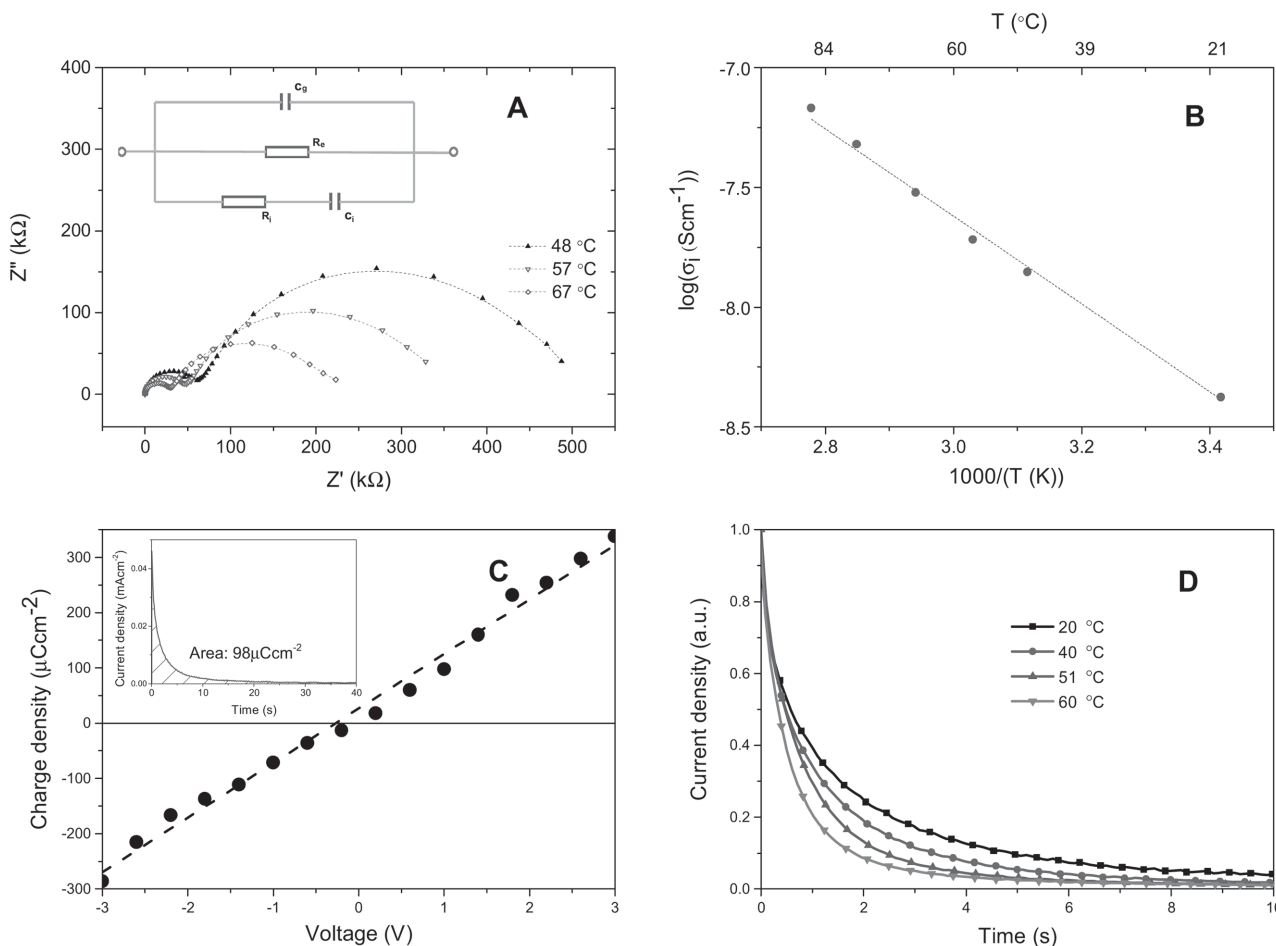 A
400
300
200
100
0
Z'' (kΩ)
c_g
R_e
R_i
c_i
48 °C
57 °C
67 °C
0
100
200
300
400
500
Z' (kΩ)
T (°C)
84
60
39
21
B
-7.0
-7.5
-8.0
-8.5
log(σ_i (Scm⁻¹))
2.8
3.0
3.2
3.4
1000/(T (K))
C
300
200
100
0
-100
-200
-300
Charge density (μCcm⁻²)
0.04
0.02
0.00
Current density (mAcm⁻²)
Area: 98μCcm⁻²
0
10
20
30
40
Time (s)
-3
-2
-1
0
1
2
3
Voltage (V)
D
1.0
0.8
0.6
0.4
0.2
0.0
Current density (a.u.)
20 °C
40 °C
51 °C
60 °C
0
2
4
6
8
10
Time (s)